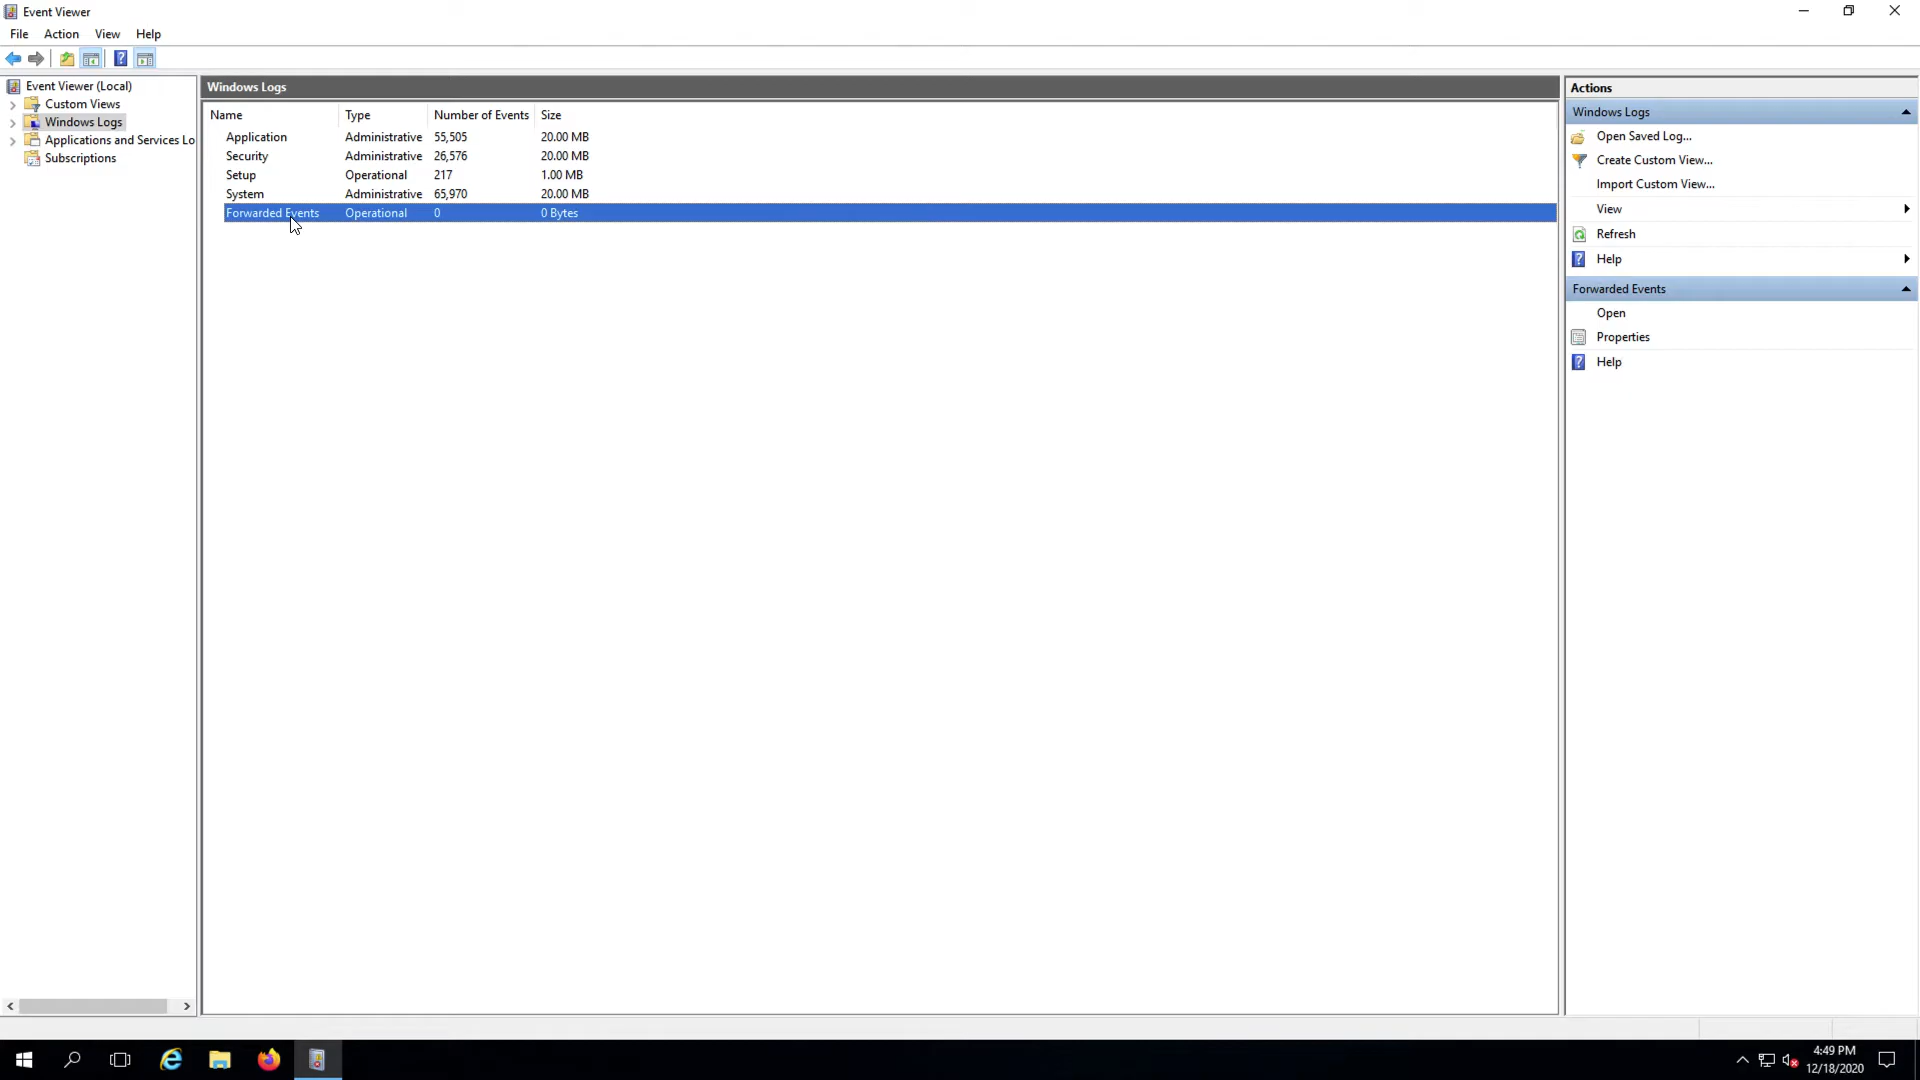 Event Viewer
File Action View Help
Event Viewer (Local)
Custom Views
Windows Logs
Applications and Services Lo
Subscriptions
Windows Logs
Name Type Number of Events Size
Application Administrative 55,505 20.00 MB
Security Administrative 26,576 20.00 MB
Setup Operational 217 1.00 MB
System Administrative 65,970 20.00 MB
Forwarded Events Operational 0 0 Bytes
Actions
Windows Logs
Open Saved Log...
Create Custom View...
Import Custom View...
View
Refresh
Help
Forwarded Events
Open
Properties
Help
4:49 PM
12/18/2020